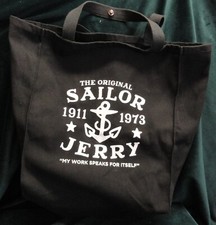 THE ORIGINAL
SAILOR
1911 1973
JERRY
"MY WORK SPEAKS FOR ITSELF"